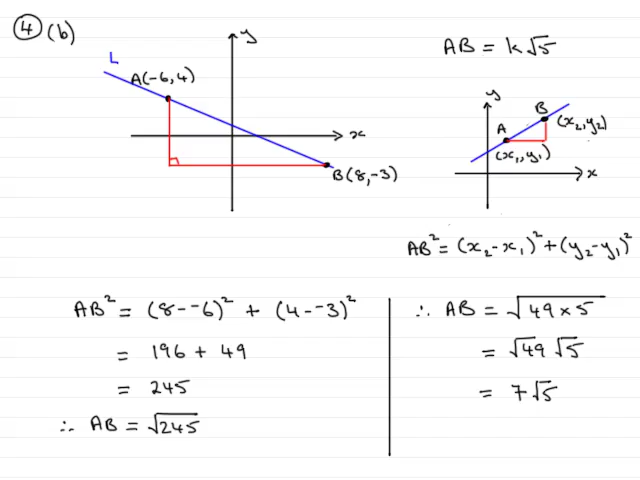 ④ (b)
y
L
A(-6,4)
x
B(8,-3)
AB = k√5
y
B
(x₂,y₂)
A
(x₁,y₁)
x
AB² = (x₂-x₁)² + (y₂-y₁)²
AB² = (8--6)² + (4--3)²
= 196 + 49
= 245
∴ AB = √245
∴ AB = √49×5
= √49 √5
= 7√5